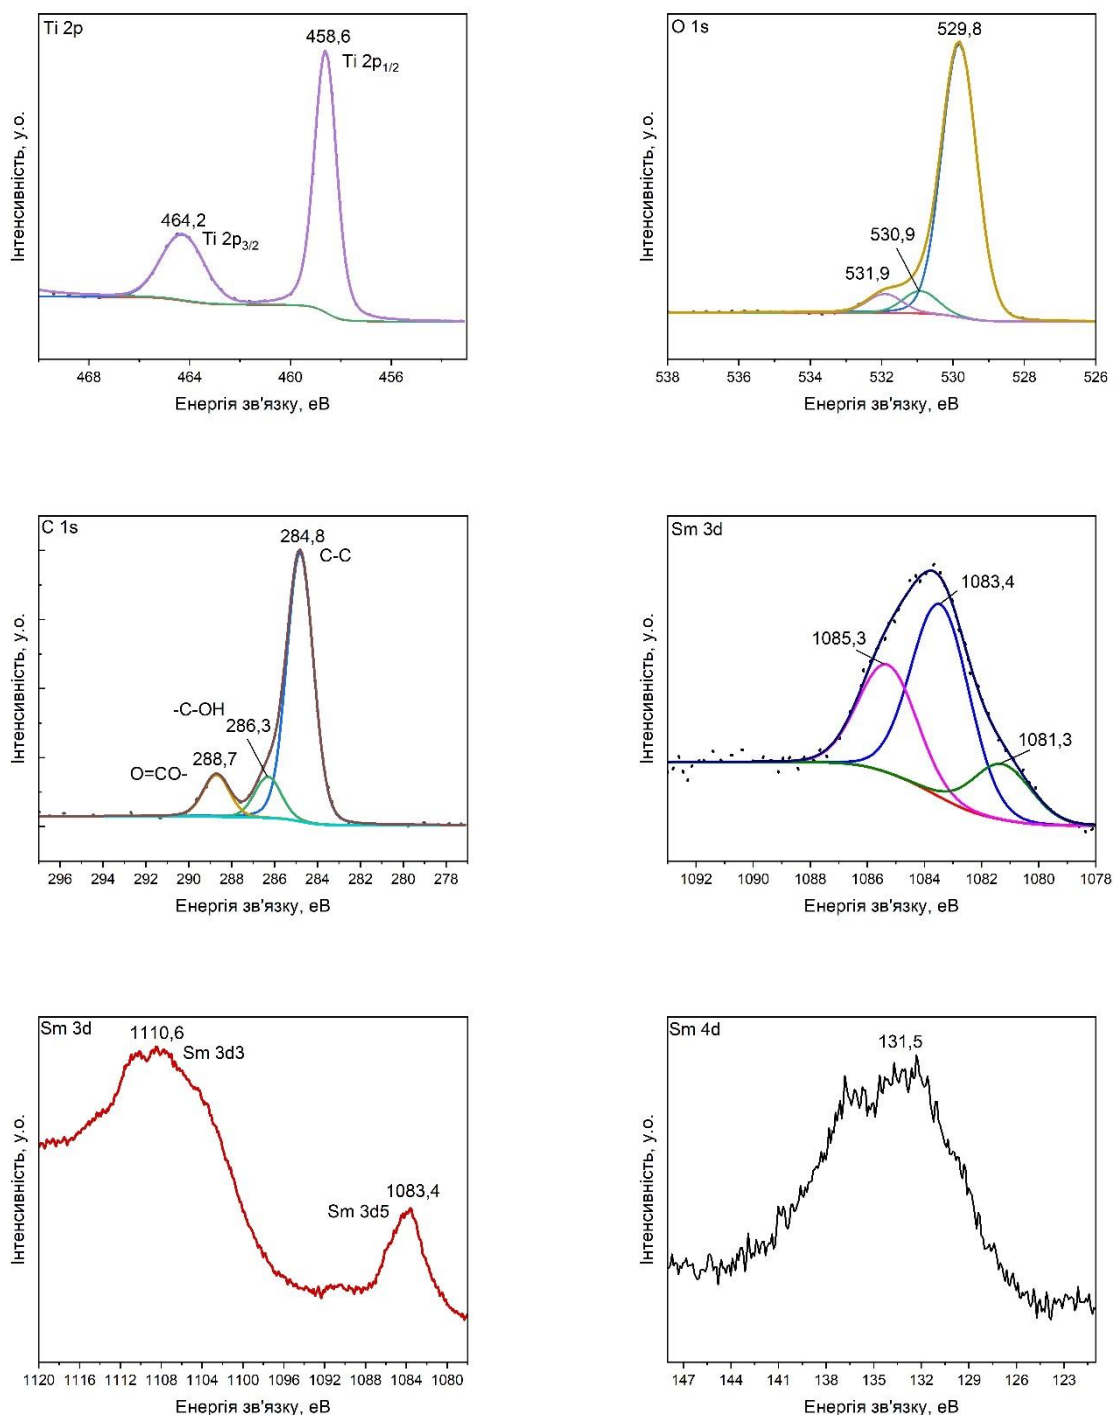 Ti 2p
458,6
Ti 2p1/2
464,2
Ti 2p3/2
Інтенсивність, у.о.
468 464 460 456
Енергія зв'язку, еВ
O 1s
529,8
530,9
531,9
Інтенсивність, у.о.
538 536 534 532 530 528 526
Енергія зв'язку, еВ
C 1s
284,8
C-C
-C-OH
286,3
288,7
O=CO-
Інтенсивність, у.о.
296 294 292 290 288 286 284 282 280 278
Енергія зв'язку, еВ
Sm 3d
1083,4
1085,3
1081,3
Інтенсивність, у.о.
1092 1090 1088 1086 1084 1082 1080 1078
Енергія зв'язку, еВ
Sm 3d
1110,6
Sm 3d3
1083,4
Sm 3d5
Інтенсивність, у.о.
1120 1116 1112 1108 1104 1100 1096 1092 1088 1084 1080
Енергія зв'язку, еВ
Sm 4d
131,5
Інтенсивність, у.о.
147 144 141 138 135 132 129 126 123
Енергія зв'язку, еВ